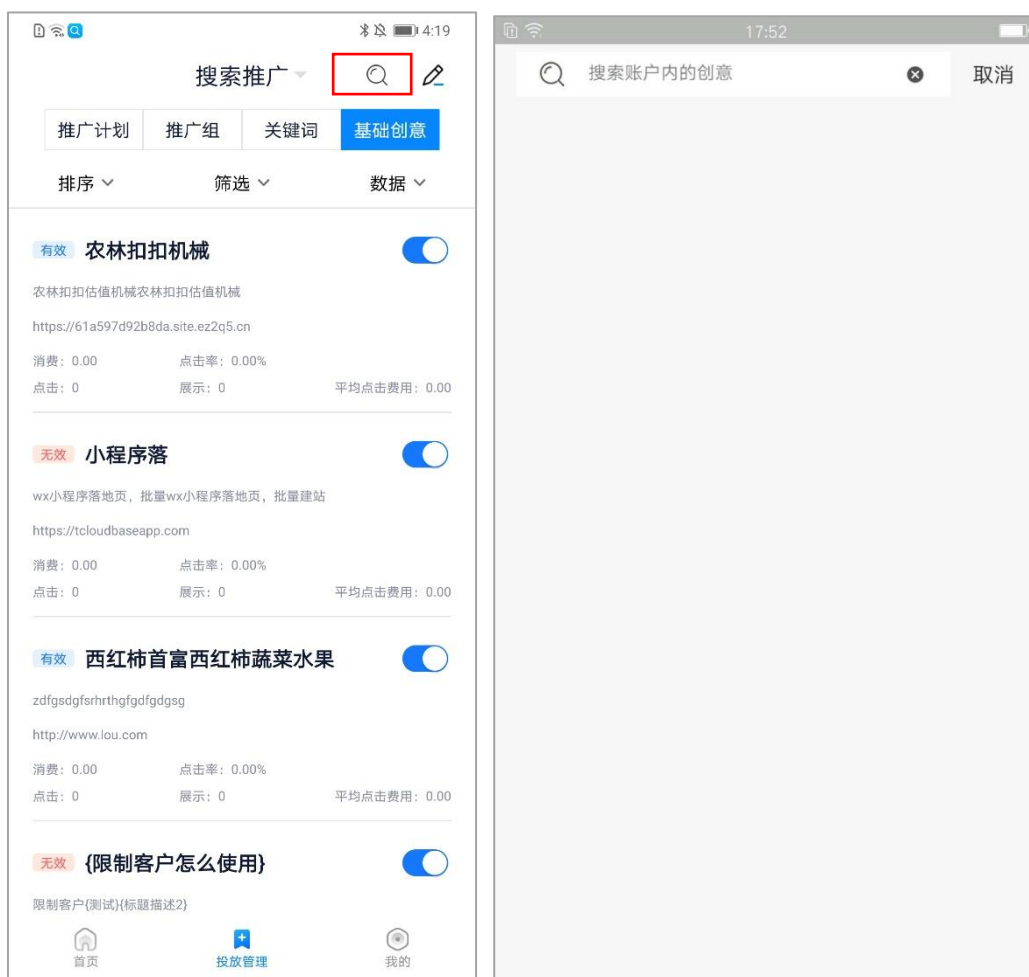 4:19
搜索推广
推广计划 推广组 关键词 基础创意
排序 筛选 数据
有效 农林扣扣机械
农林扣扣估值机械农林扣扣估值机械
https://61a597d92b8da.site.ez2q5.cn
消费：0.00 点击率：0.00%
点击：0 展示：0 平均点击费用：0.00
无效 小程序落
wx小程序落地页，批量wx小程序落地页，批量建站
https://tcloudbaseapp.com
消费：0.00 点击率：0.00%
点击：0 展示：0 平均点击费用：0.00
有效 西红柿首富西红柿蔬菜水果
zdfgsdgfsrhrthgfgdfgdgsg
http://www.lou.com
消费：0.00 点击率：0.00%
点击：0 展示：0 平均点击费用：0.00
无效 {限制客户怎么使用}
限制客户{测试}{标题描述2}
首页 投放管理 我的
17:52
搜索账户内的创意 取消